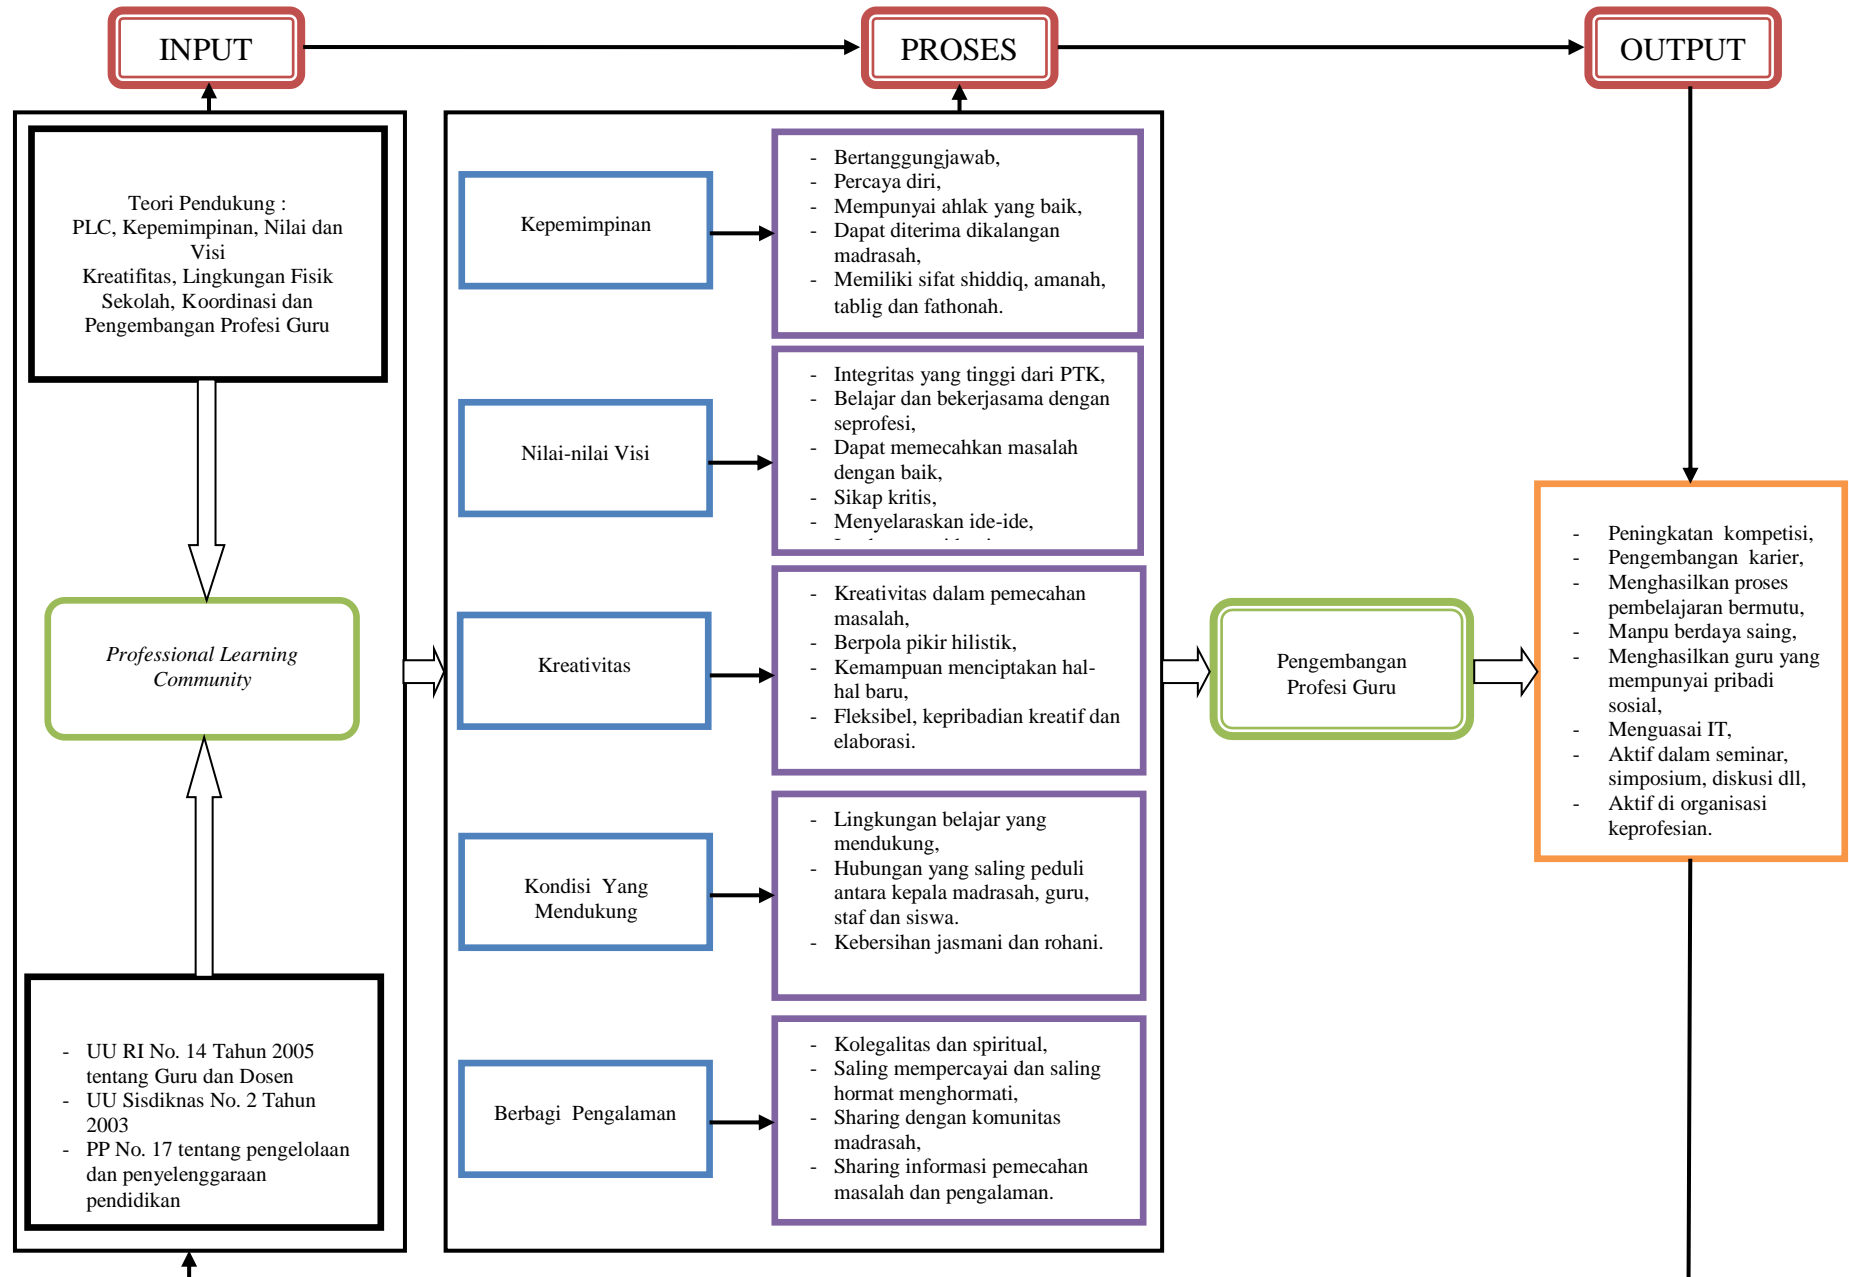 INPUT
PROSES
OUTPUT
Teori Pendukung :
PLC, Kepemimpinan, Nilai dan
Visi
Kreatifitas, Lingkungan Fisik
Sekolah, Koordinasi dan
Pengembangan Profesi Guru
Professional Learning
Community
- UU RI No. 14 Tahun 2005
tentang Guru dan Dosen
- UU Sisdiknas No. 2 Tahun
2003
- PP No. 17 tentang pengelolaan
dan penyelenggaraan
pendidikan
Kepemimpinan
- Bertanggungjawab,
- Percaya diri,
- Mempunyai ahlak yang baik,
- Dapat diterima dikalangan
madrasah,
- Memiliki sifat shiddiq, amanah,
tablig dan fathonah.
Nilai-nilai Visi
- Integritas yang tinggi dari PTK,
- Belajar dan bekerjasama dengan
seprofesi,
- Dapat memecahkan masalah
dengan baik,
- Sikap kritis,
- Menyelaraskan ide-ide,
Kreativitas
- Kreativitas dalam pemecahan
masalah,
- Berpola pikir hilistik,
- Kemampuan menciptakan hal-
hal baru,
- Fleksibel, kepribadian kreatif dan
elaborasi.
Kondisi Yang
Mendukung
- Lingkungan belajar yang
mendukung,
- Hubungan yang saling peduli
antara kepala madrasah, guru,
staf dan siswa.
- Kebersihan jasmani dan rohani.
Berbagi Pengalaman
- Kolegalitas dan spiritual,
- Saling mempercayai dan saling
hormat menghormati,
- Sharing dengan komunitas
madrasah,
- Sharing informasi pemecahan
masalah dan pengalaman.
Pengembangan
Profesi Guru
- Peningkatan kompetisi,
- Pengembangan karier,
- Menghasilkan proses
pembelajaran bermutu,
- Manpu berdaya saing,
- Menghasilkan guru yang
mempunyai pribadi
sosial,
- Menguasai IT,
- Aktif dalam seminar,
simposium, diskusi dll,
- Aktif di organisasi
keprofesian.